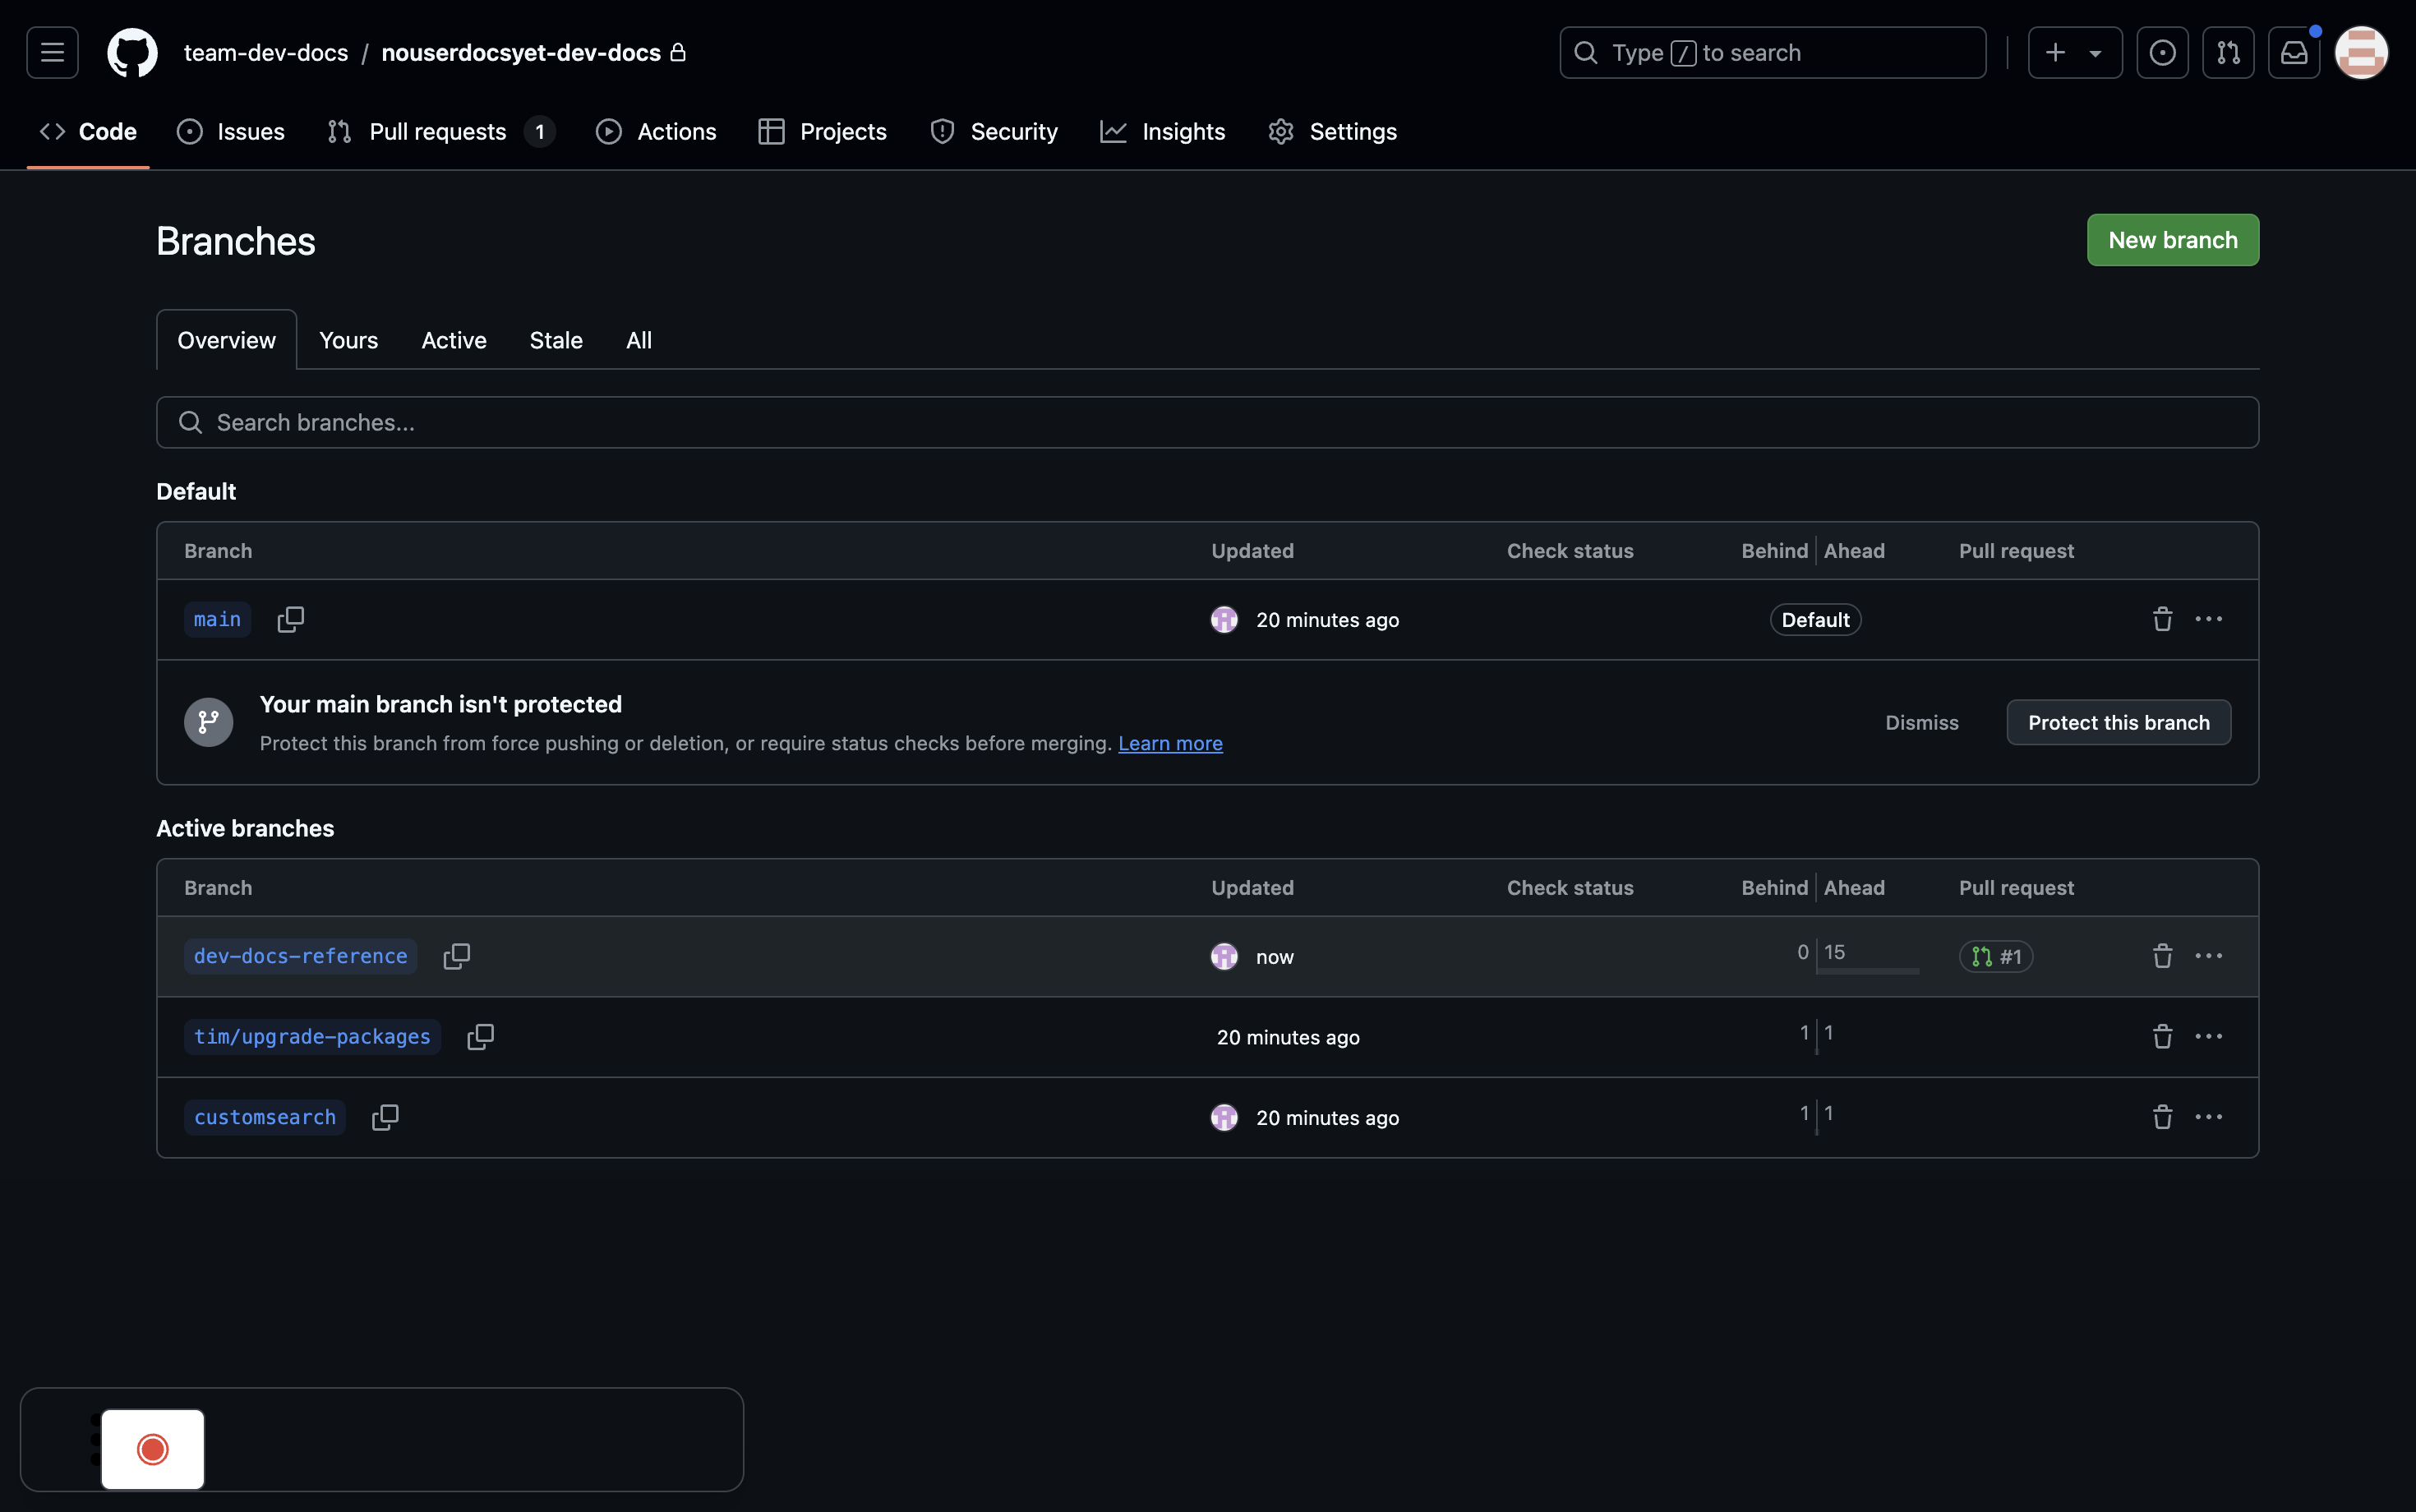 team-dev-docs / nouserdocsyet-dev-docs
Type / to search
Code Issues Pull requests 1 Actions Projects Security Insights Settings
Branches
New branch
Overview Yours Active Stale All
Search branches...
Default
Branch Updated Check status Behind Ahead Pull request
main 20 minutes ago Default
Your main branch isn't protected
Protect this branch from force pushing or deletion, or require status checks before merging. Learn more
Dismiss Protect this branch
Active branches
Branch Updated Check status Behind Ahead Pull request
dev-docs-reference now 0 15 #1
tim/upgrade-packages 20 minutes ago 1 1
customsearch 20 minutes ago 1 1